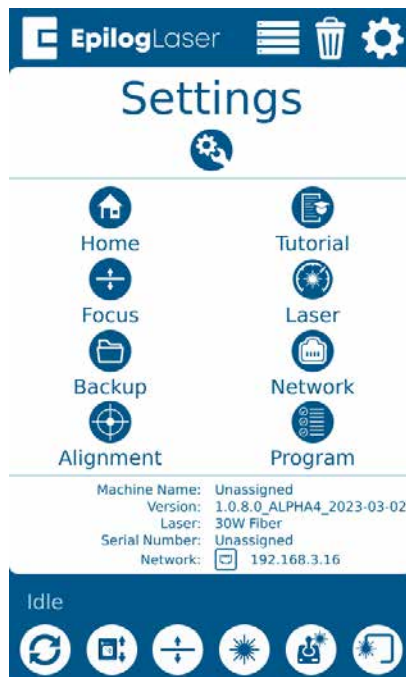 EpilogLaser
Settings
Home Tutorial
Focus Laser
Backup Network
Alignment Program
Machine Name: Unassigned
Version: 1.0.8.0_ALPHA4_2023-03-02
Laser: 30W Fiber
Serial Number: Unassigned
Network: 192.168.3.16
Idle